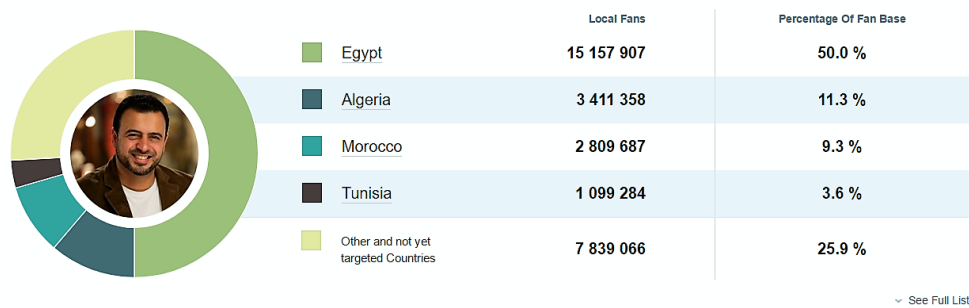 Local Fans Percentage Of Fan Base
Egypt 15 157 907 50.0 %
Algeria 3 411 358 11.3 %
Morocco 2 809 687 9.3 %
Tunisia 1 099 284 3.6 %
Other and not yet
targeted Countries 7 839 066 25.9 %
See Full List